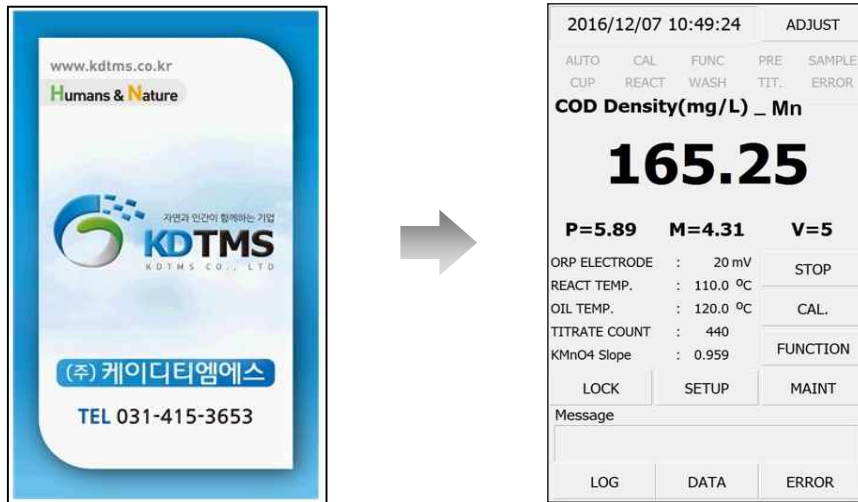 www.kdtms.co.kr
Humans & Nature
자연과 인간이 함께하는 기업
KDTMS
KDTMS CO., LTD
(주) 케이디티엠에스
TEL 031-415-3653
2016/12/07 10:49:24 ADJUST
AUTO CAL FUNC PRE SAMPLE
CUP REACT WASH TIT. ERROR
COD Density(mg/L) _ Mn
165.25
P=5.89 M=4.31 V=5
ORP ELECTRODE : 20 mV
REACT TEMP. : 110.0 ºC
OIL TEMP. : 120.0 ºC
TITRATE COUNT : 440
KMnO4 Slope : 0.959
STOP
CAL.
FUNCTION
LOCK SETUP MAINT
Message
LOG DATA ERROR